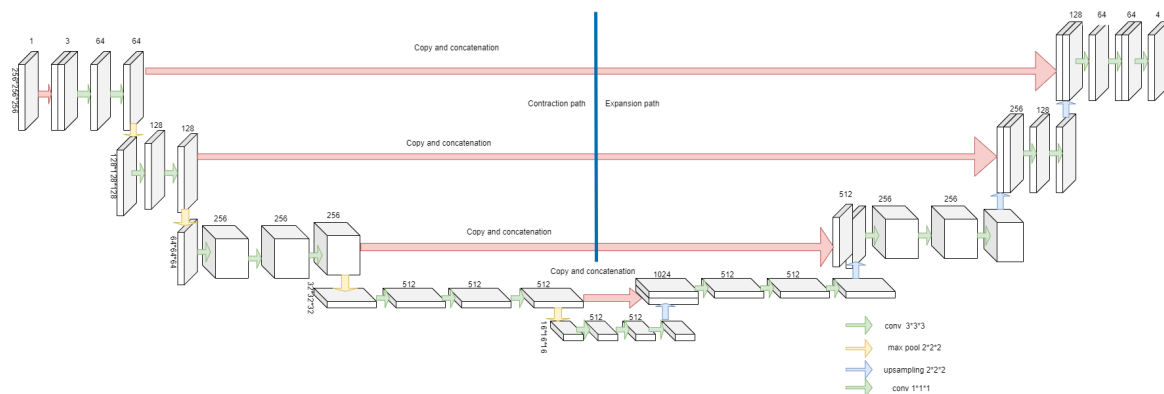 1 3 64 64
Copy and concatenation
128 64 64 4
256*256*256
Contraction path Expansion path
128 128
Copy and concatenation
256 128
128*128*128
256 256 256
Copy and concatenation
512 256 256
64*64*64
Copy and concatenation
512 512 512
1024 512 512
32*32*32
512 512
16*16*16
conv 3*3*3
max pool 2*2*2
upsampling 2*2*2
conv 1*1*1